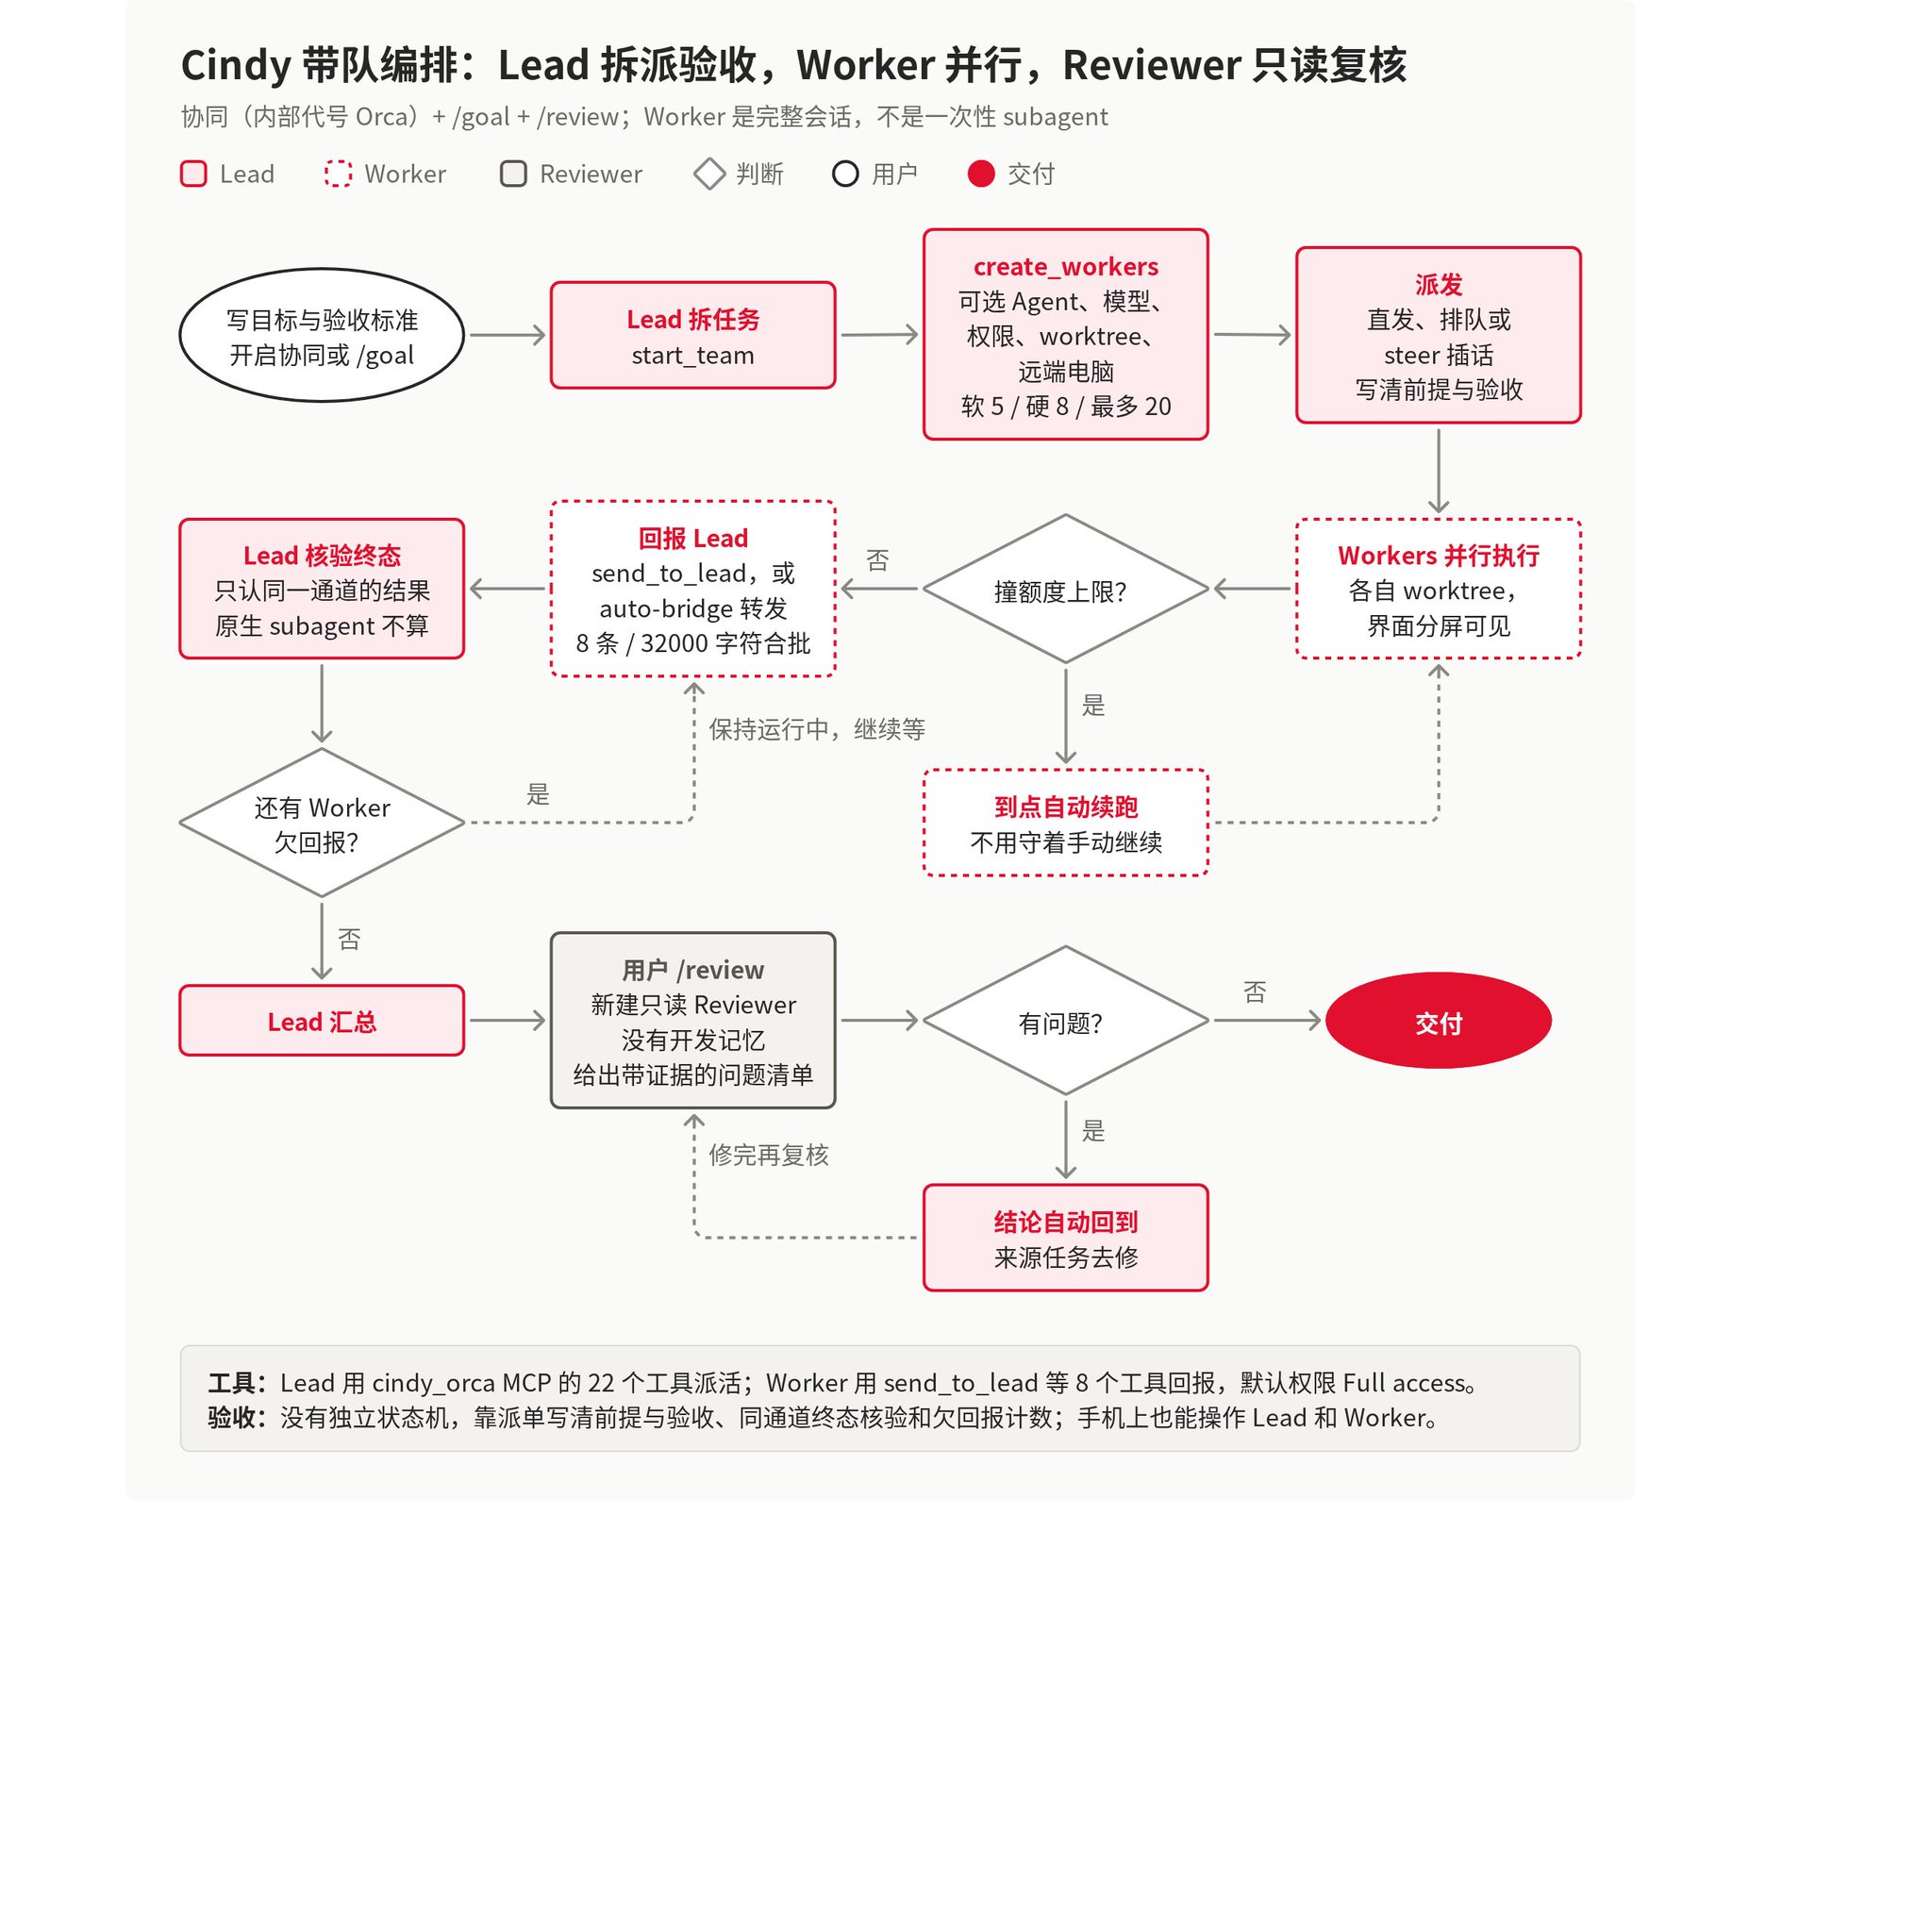 Cindy 带队编排：Lead 拆派验收，Worker 并行，Reviewer 只读复核
协同（内部代号 Orca）+ /goal + /review；Worker 是完整会话，不是一次性 subagent
Lead
Worker
Reviewer
判断
用户
交付
写目标与验收标准
开启协同或 /goal
Lead 拆任务
start_team
create_workers
可选 Agent、模型、
权限、worktree、
远端电脑
软 5 / 硬 8 / 最多 20
派发
直发、排队或
steer 插话
写清前提与验收
Lead 核验终态
只认同一通道的结果
原生 subagent 不算
回报 Lead
send_to_lead，或
auto-bridge 转发
8 条 / 32000 字符合批
否
撞额度上限？
Workers 并行执行
各自 worktree，
界面分屏可见
是
保持运行中，继续等
还有 Worker
欠回报？
是
到点自动续跑
不用守着手动继续
否
Lead 汇总
用户 /review
新建只读 Reviewer
没有开发记忆
给出带证据的问题清单
有问题？
否
交付
是
修完再复核
结论自动回到
来源任务去修
工具：Lead 用 cindy_orca MCP 的 22 个工具派活；Worker 用 send_to_lead 等 8 个工具回报，默认权限 Full access。
验收：没有独立状态机，靠派单写清前提与验收、同通道终态核验和欠回报计数；手机上也能操作 Lead 和 Worker。